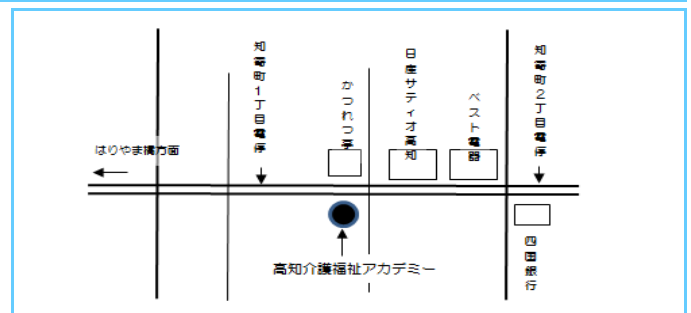 知寄町1丁目電停
かつれつ亭
日産サティオ高知
ベスト電器
知寄町2丁目電停
はりやま橋方面
四国銀行
高知介護福祉アカデミー